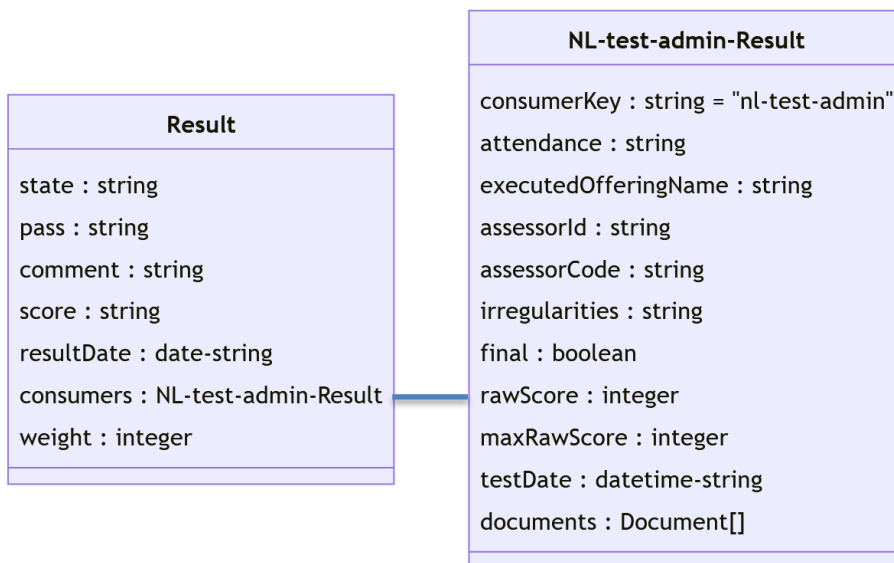 Result
state : string
pass : string
comment : string
score : string
resultDate : date-string
consumers : NL-test-admin-Result
weight : integer
NL-test-admin-Result
consumerKey : string = "nl-test-admin"
attendance : string
executedOfferingName : string
assessorId : string
assessorCode : string
irregularities : string
final : boolean
rawScore : integer
maxRawScore : integer
testDate : datetime-string
documents : Document[]